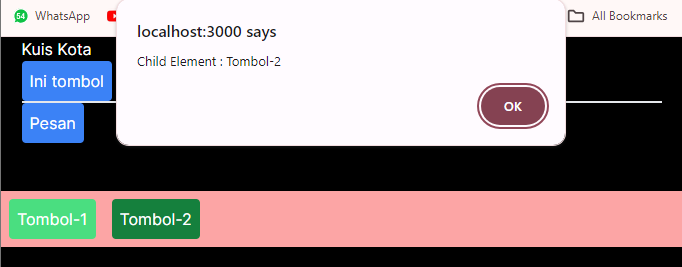 54 WhatsApp
All Bookmarks
localhost:3000 says
Child Element : Tombol-2
OK
Kuis Kota
Ini tombol
Pesan
Tombol-1 Tombol-2